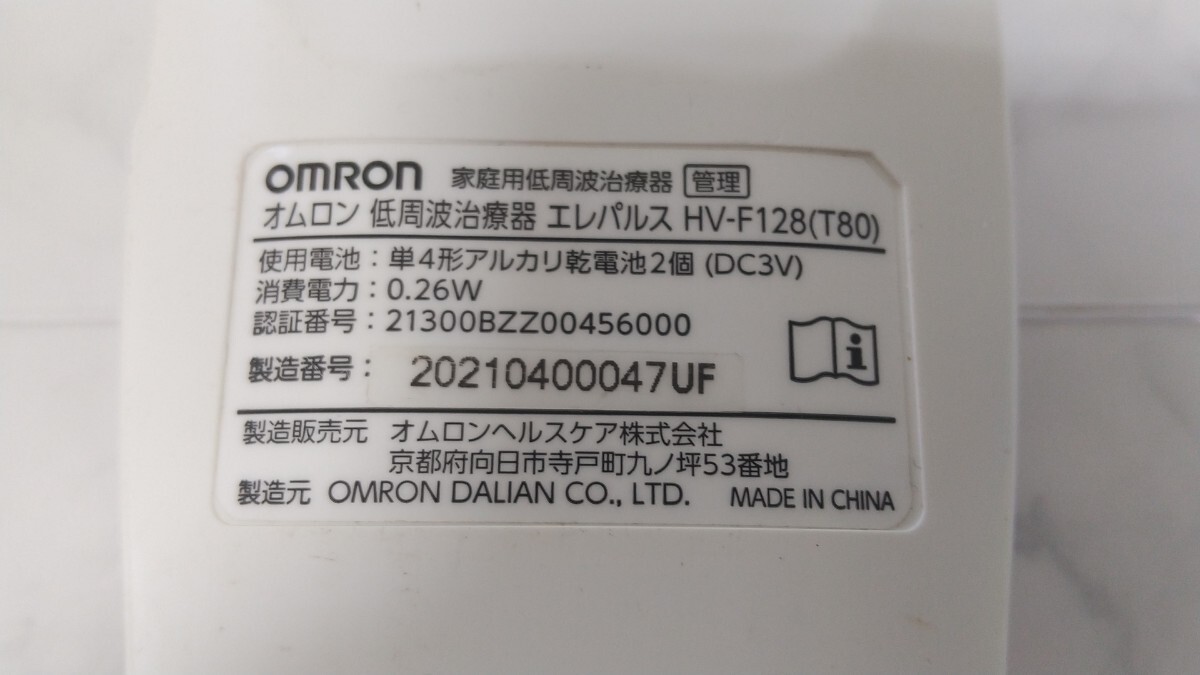 OMRON 家庭用低周波治療器 管理
オムロン 低周波治療器 エレパルス HV-F128(T80)
使用電池：単4形アルカリ乾電池2個 (DC3V)
消費電力：0.26W
認証番号：21300BZZ00456000
製造番号：20210400047UF
製造販売元 オムロンヘルスケア株式会社
京都府向日市寺戸町九ノ坪53番地
製造元 OMRON DALIAN CO., LTD. MADE IN CHINA